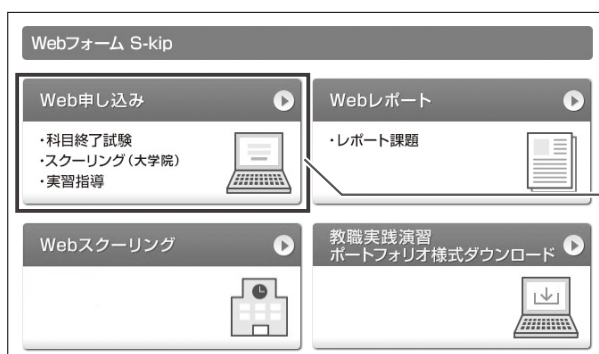 Webフォーム S-kip
Web申し込み
・科目終了試験
・スクーリング（大学院）
・実習指導
Webレポート
・レポート課題
Webスクーリング
教職実践演習
ポートフォリオ様式ダウンロード